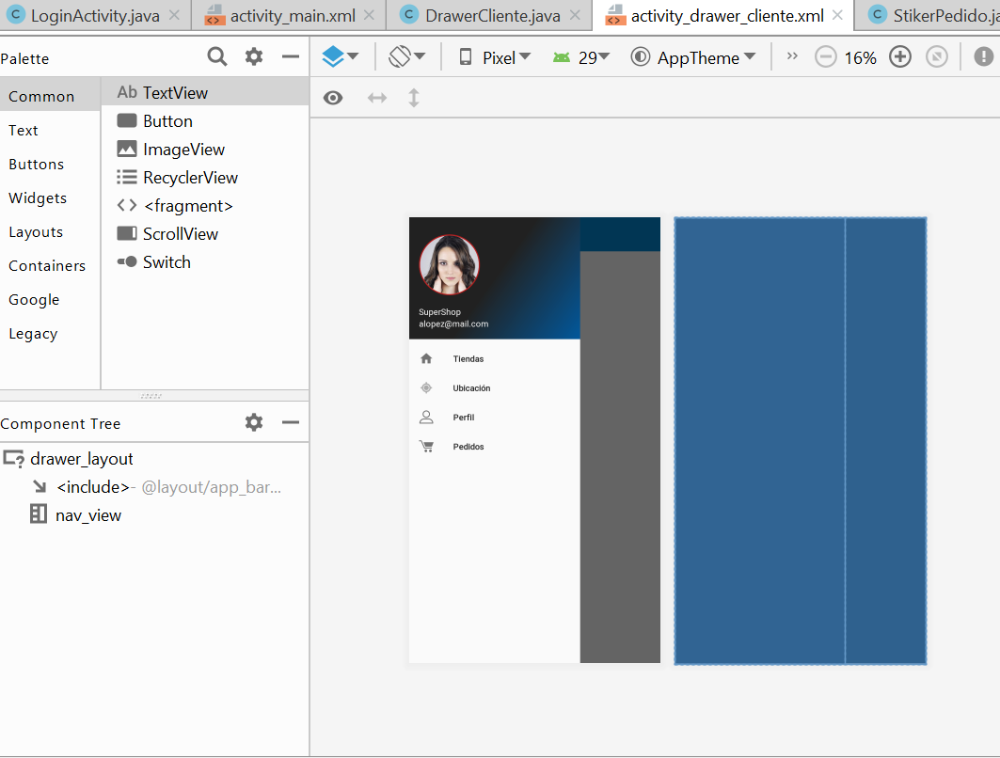 LoginActivity.java
activity_main.xml
DrawerCliente.java
activity_drawer_cliente.xml
StikerPedido.ja
Palette
Pixel
29
AppTheme
16%
Common
Text
Buttons
Widgets
Layouts
Containers
Google
Legacy
Ab TextView
Button
ImageView
RecyclerView
<fragment>
ScrollView
Switch
Component Tree
drawer_layout
<include>- @layout/app_bar...
nav_view
SuperShop
alopez@mail.com
Tiendas
Ubicación
Perfil
Pedidos